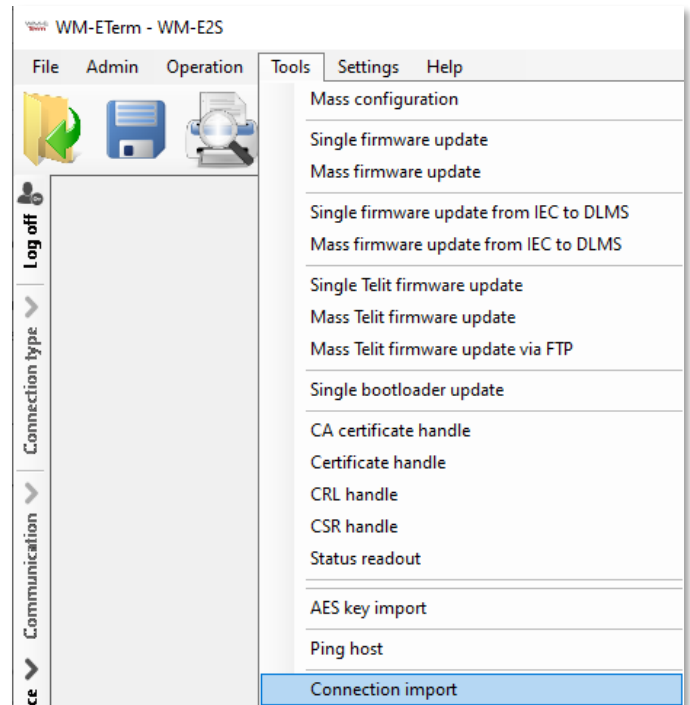 WM-E Term WM-ETerm - WM-E2S
File Admin Operation Tools Settings Help
Mass configuration
Single firmware update
Mass firmware update
Single firmware update from IEC to DLMS
Mass firmware update from IEC to DLMS
Single Telit firmware update
Mass Telit firmware update
Mass Telit firmware update via FTP
Single bootloader update
CA certificate handle
Certificate handle
CRL handle
CSR handle
Status readout
AES key import
Ping host
Connection import
Log off
Connection type
Communication
ce